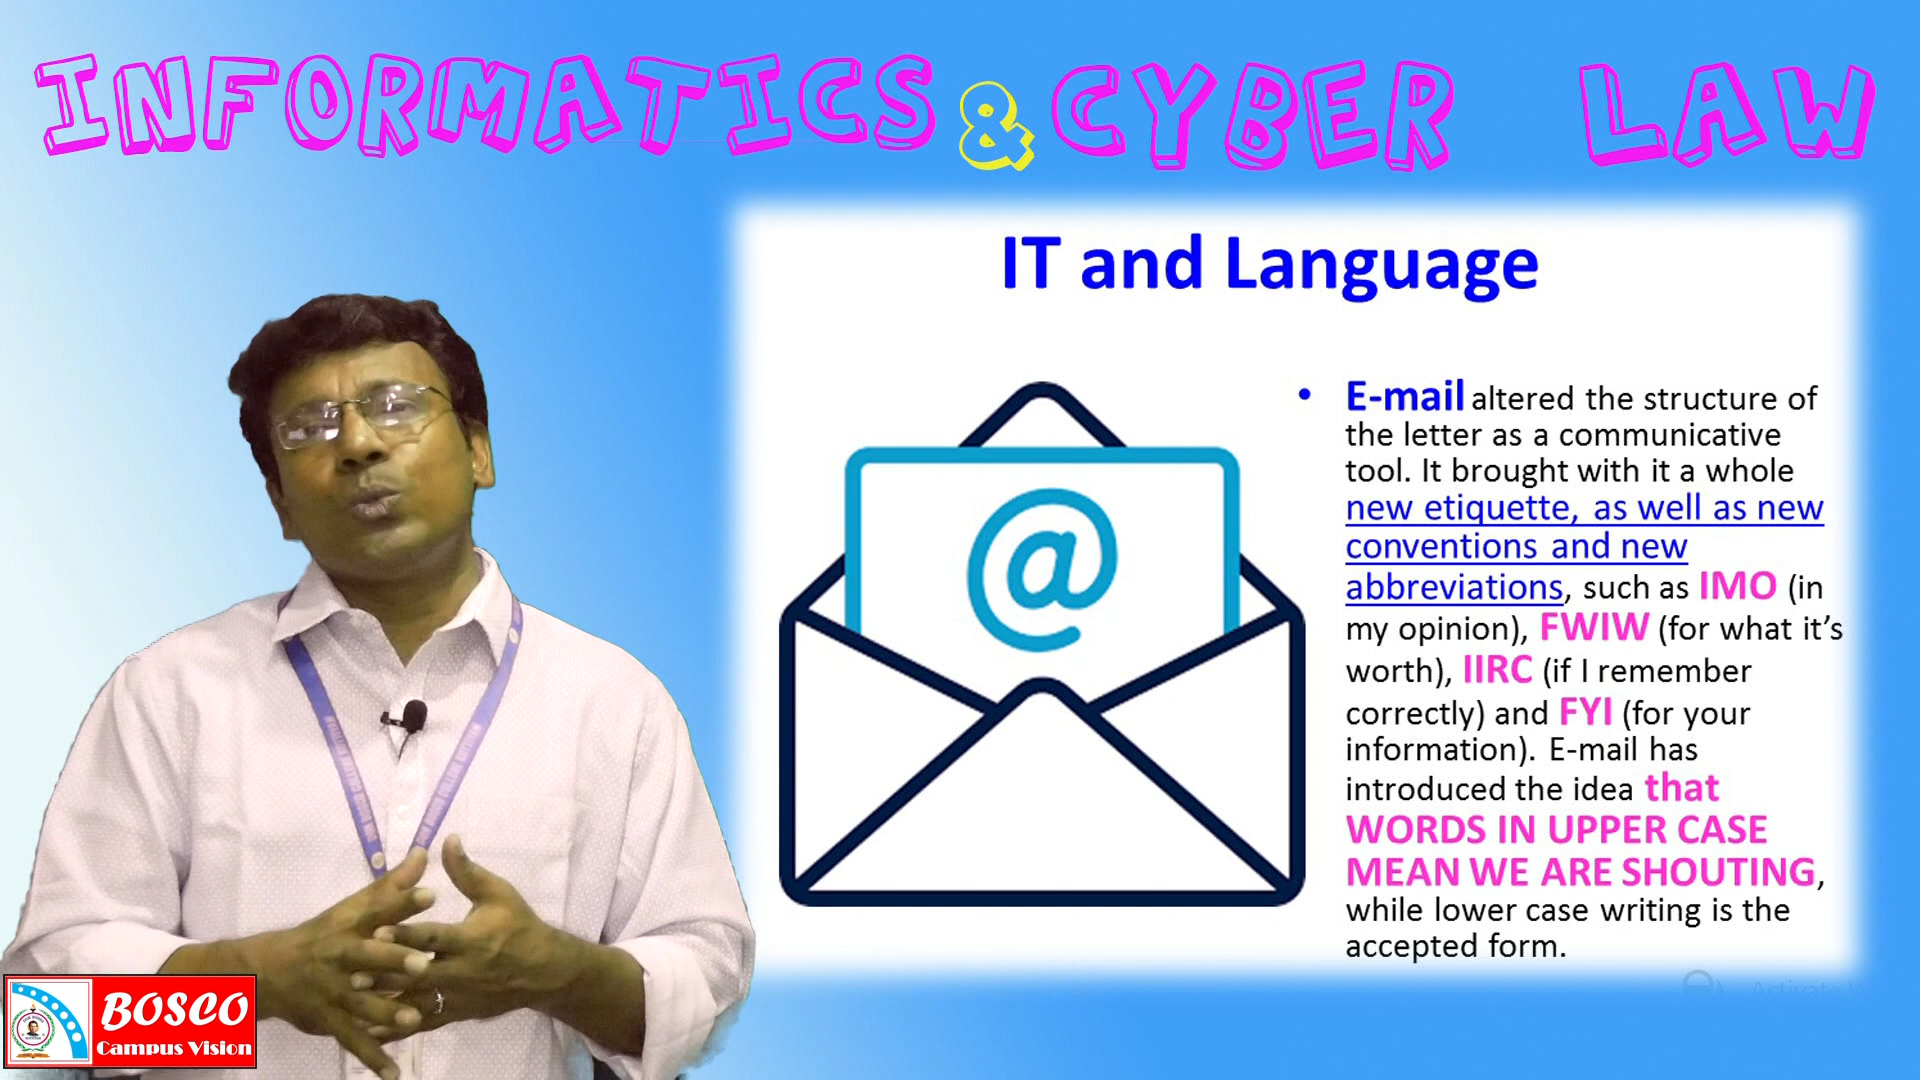 INFORMATICS & CYBER LAW
IT and Language
@
• E-mail altered the structure of
the letter as a communicative
tool. It brought with it a whole
new etiquette, as well as new
conventions and new
abbreviations, such as IMO (in
my opinion), FWIW (for what it's
worth), IIRC (if I remember
correctly) and FYI (for your
information). E-mail has
introduced the idea that
WORDS IN UPPER CASE
MEAN WE ARE SHOUTING,
while lower case writing is the
accepted form.
Activate
BOSCO
Campus Vision